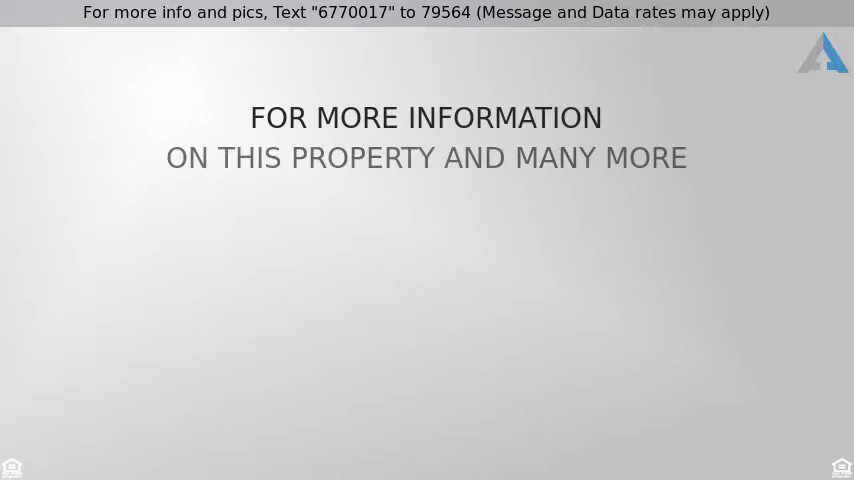 For more info and pics, Text "6770017" to 79564 (Message and Data rates may apply)
FOR MORE INFORMATION
ON THIS PROPERTY AND MANY MORE